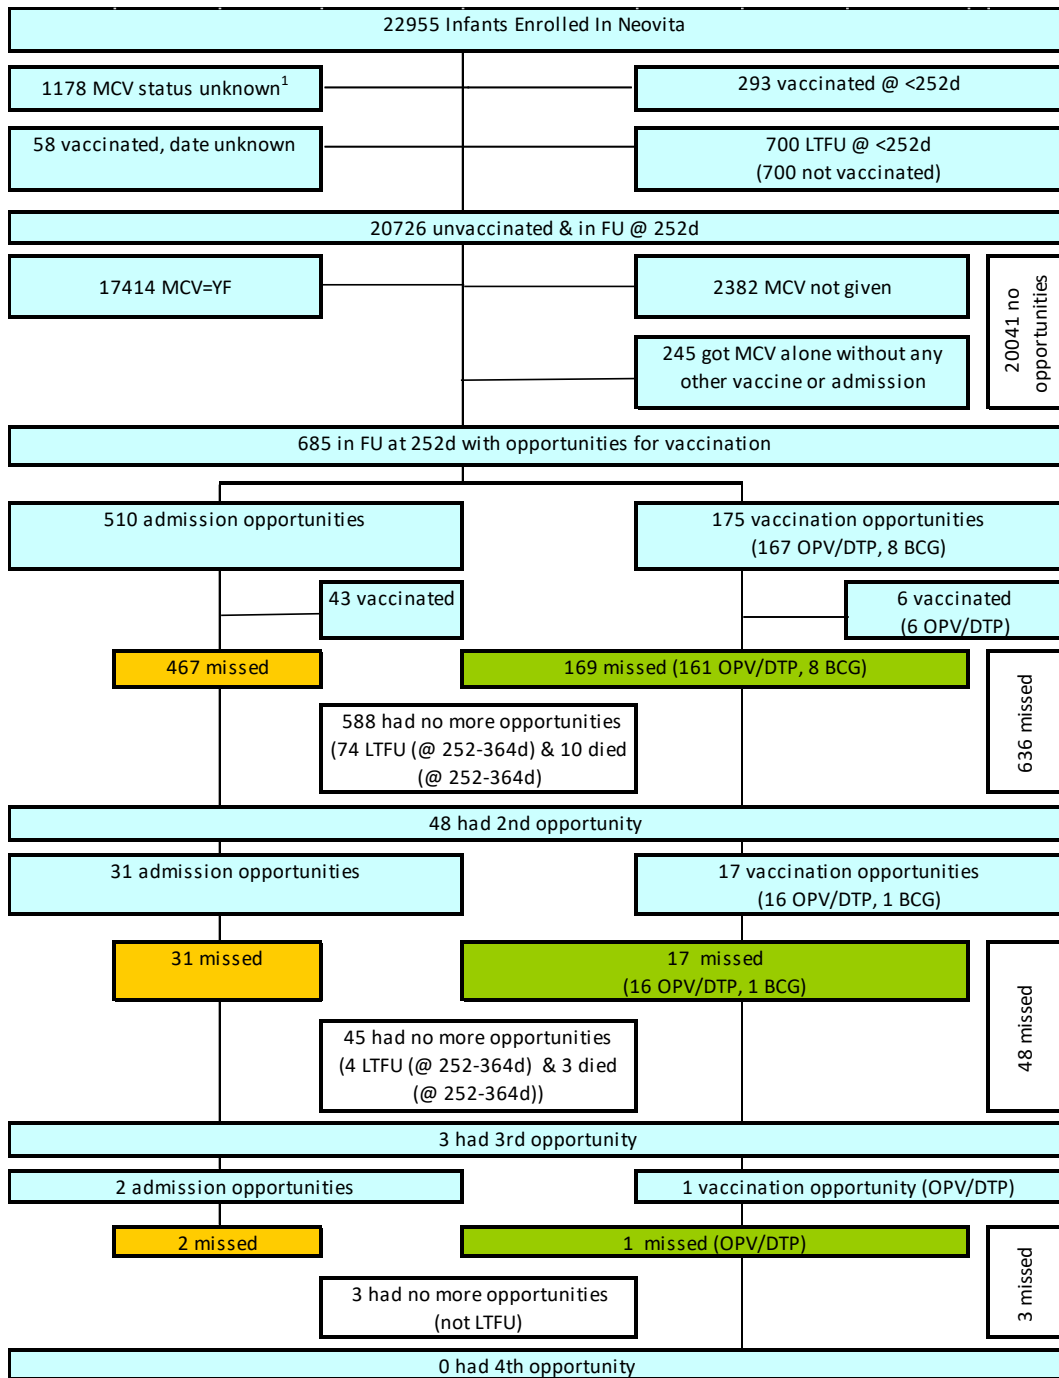 22955 Infants Enrolled In Neovita
1178 MCV status unknown1
293 vaccinated @ <252d
58 vaccinated, date unknown
700 LTFU @ <252d
(700 not vaccinated)
20726 unvaccinated & in FU @ 252d
17414 MCV=YF
2382 MCV not given
20041 no
opportunities
245 got MCV alone without any
other vaccine or admission
685 in FU at 252d with opportunities for vaccination
510 admission opportunities
175 vaccination opportunities
(167 OPV/DTP, 8 BCG)
43 vaccinated
6 vaccinated
(6 OPV/DTP)
467 missed
169 missed (161 OPV/DTP, 8 BCG)
636 missed
588 had no more opportunities
(74 LTFU (@ 252-364d) & 10 died
(@ 252-364d)
48 had 2nd opportunity
31 admission opportunities
17 vaccination opportunities
(16 OPV/DTP, 1 BCG)
31 missed
17 missed
(16 OPV/DTP, 1 BCG)
48 missed
45 had no more opportunities
(4 LTFU (@ 252-364d) & 3 died
(@ 252-364d))
3 had 3rd opportunity
2 admission opportunities
1 vaccination opportunity (OPV/DTP)
2 missed
1 missed (OPV/DTP)
3 missed
3 had no more opportunities
(not LTFU)
0 had 4th opportunity